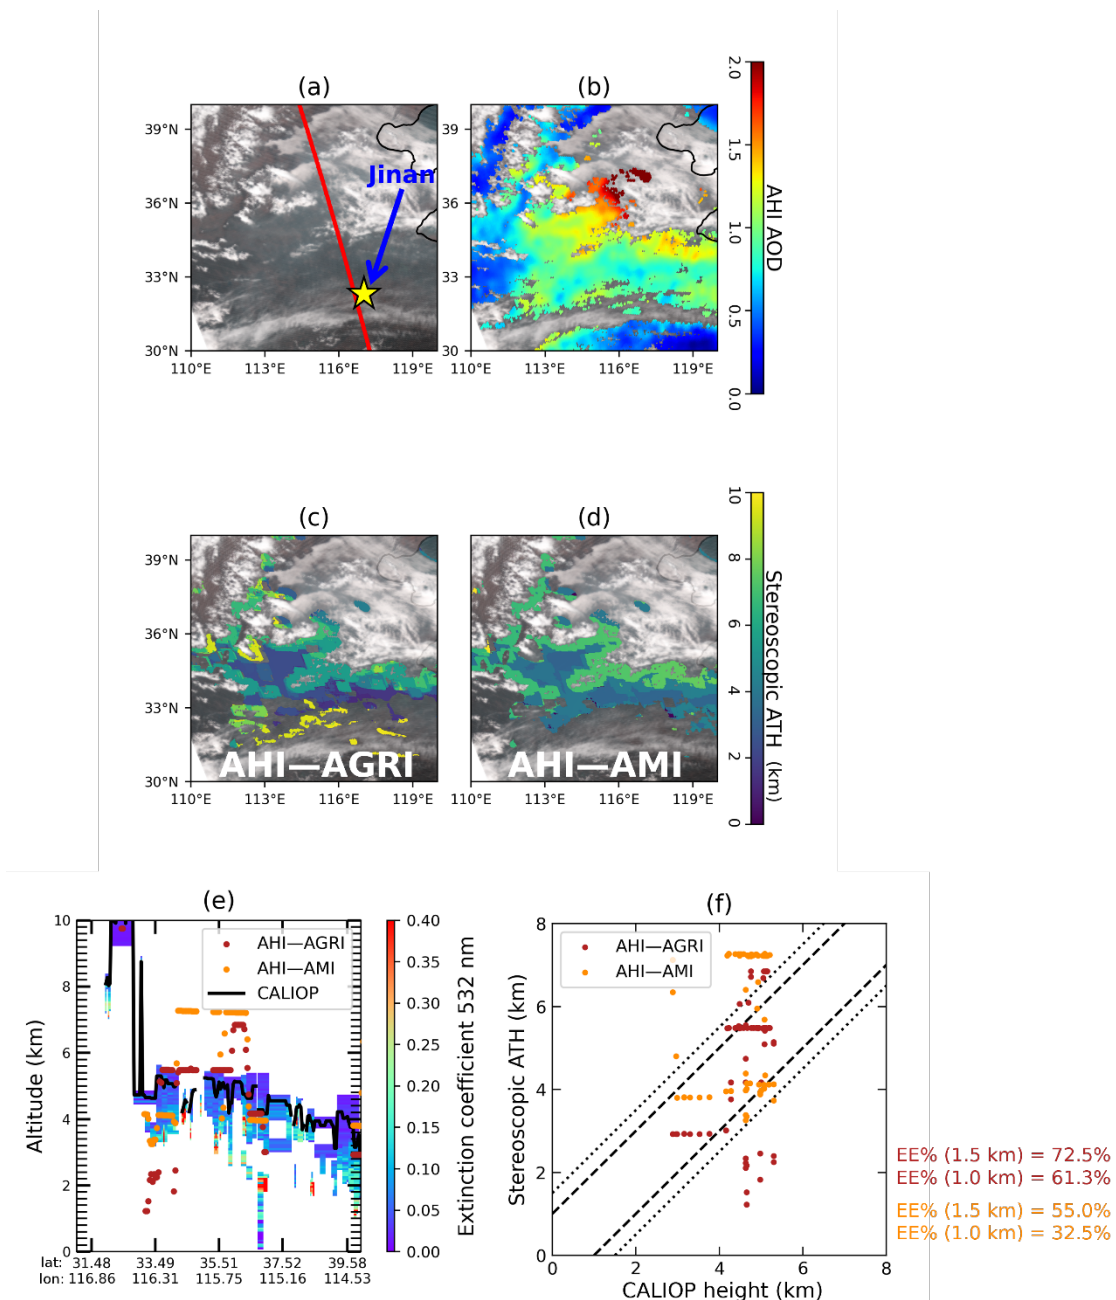 (a)
(b)
39°N
36°N
33°N
30°N
110°E
113°E
116°E
119°E
Jinan
39
36
33
30
110°E
113°E
116°E
119°E
2.0
1.5
1.0
0.5
0.0
AHI AOD
(c)
(d)
39°N
36°N
33°N
30°N
110°E
113°E
116°E
119°E
AHI—AGRI
39°N
36°N
33°N
30°N
110°E
113°E
116°E
119°E
AHI—AMI
10
8
6
4
2
0
Stereoscopic ATH (km)
(e)
10
8
6
4
2
0
Altitude (km)
AHI—AGRI
AHI—AMI
CALIOP
lat: 31.48 33.49 35.51 37.52 39.58
lon: 116.86 116.31 115.75 115.16 114.53
0.40
0.35
0.30
0.25
0.20
0.15
0.10
0.05
0.00
Extinction coefficient 532 nm
(f)
8
6
4
2
0
Stereoscopic ATH (km)
AHI—AGRI
AHI—AMI
0 2 4 6 8
CALIOP height (km)
EE% (1.5 km) = 72.5%
EE% (1.0 km) = 61.3%
EE% (1.5 km) = 55.0%
EE% (1.0 km) = 32.5%